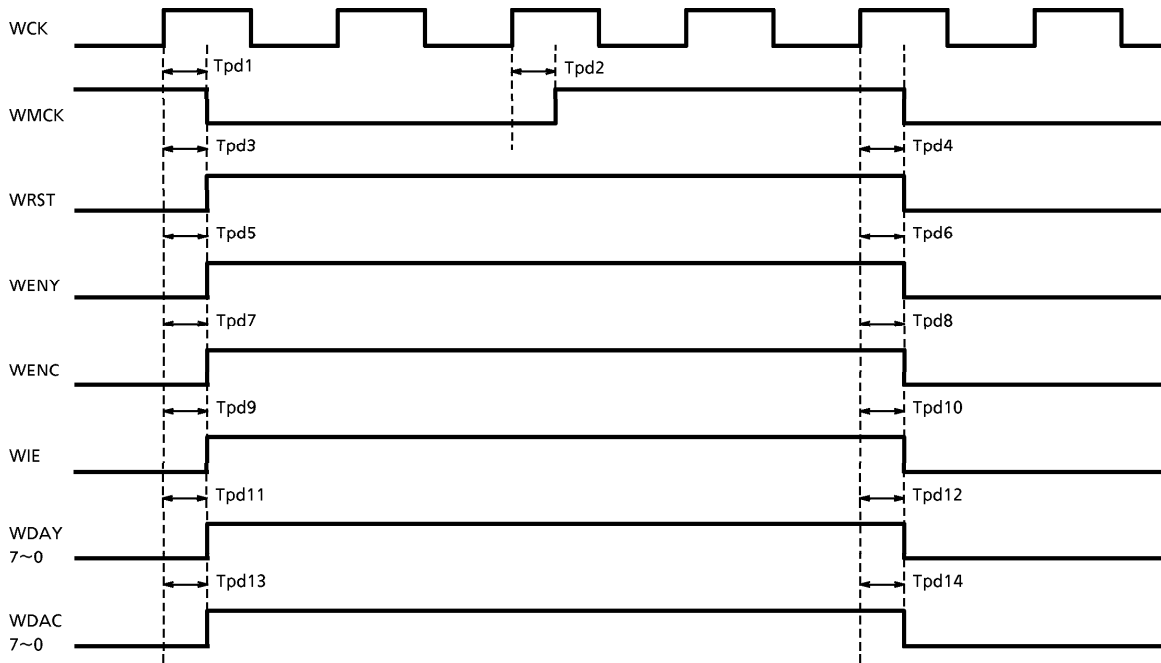 WCK
Tpd1
Tpd2
WMCK
Tpd3
Tpd4
WRST
Tpd5
Tpd6
WENY
Tpd7
Tpd8
WENC
Tpd9
Tpd10
WIE
Tpd11
Tpd12
WDAY
7~0
Tpd13
Tpd14
WDAC
7~0